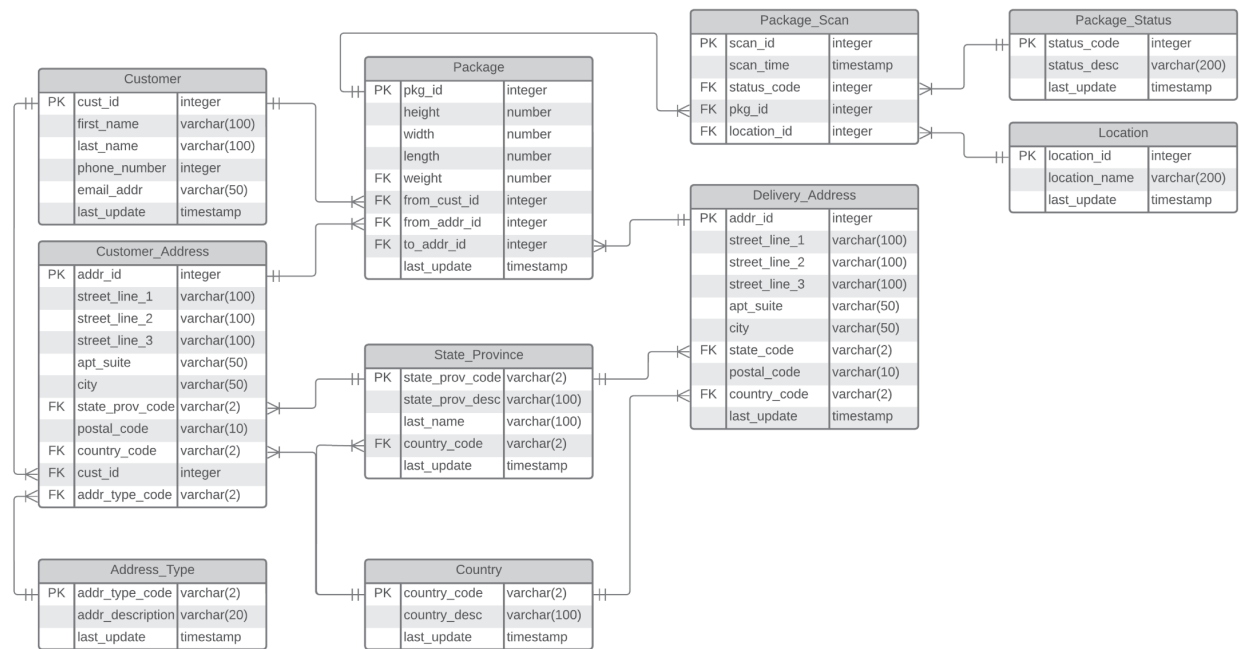 Customer
PK cust_id integer
first_name varchar(100)
last_name varchar(100)
phone_number integer
email_addr varchar(50)
last_update timestamp
Customer_Address
PK addr_id integer
street_line_1 varchar(100)
street_line_2 varchar(100)
street_line_3 varchar(100)
apt_suite varchar(50)
city varchar(50)
FK state_prov_code varchar(2)
postal_code varchar(10)
FK country_code varchar(2)
FK cust_id integer
FK addr_type_code varchar(2)
Address_Type
PK addr_type_code varchar(2)
addr_description varchar(20)
last_update timestamp
Package
PK pkg_id integer
height number
width number
length number
FK weight number
FK from_cust_id integer
FK from_addr_id integer
FK to_addr_id integer
last_update timestamp
State_Province
PK state_prov_code varchar(2)
state_prov_desc varchar(100)
last_name varchar(100)
FK country_code varchar(2)
last_update timestamp
Country
PK country_code varchar(2)
country_desc varchar(100)
last_update timestamp
Package_Scan
PK scan_id integer
scan_time timestamp
FK status_code integer
FK pkg_id integer
FK location_id integer
Delivery_Address
PK addr_id integer
street_line_1 varchar(100)
street_line_2 varchar(100)
street_line_3 varchar(100)
apt_suite varchar(50)
city varchar(50)
FK state_code varchar(2)
postal_code varchar(10)
FK country_code varchar(2)
last_update timestamp
Package_Status
PK status_code integer
status_desc varchar(200)
last_update timestamp
Location
PK location_id integer
location_name varchar(200)
last_update timestamp